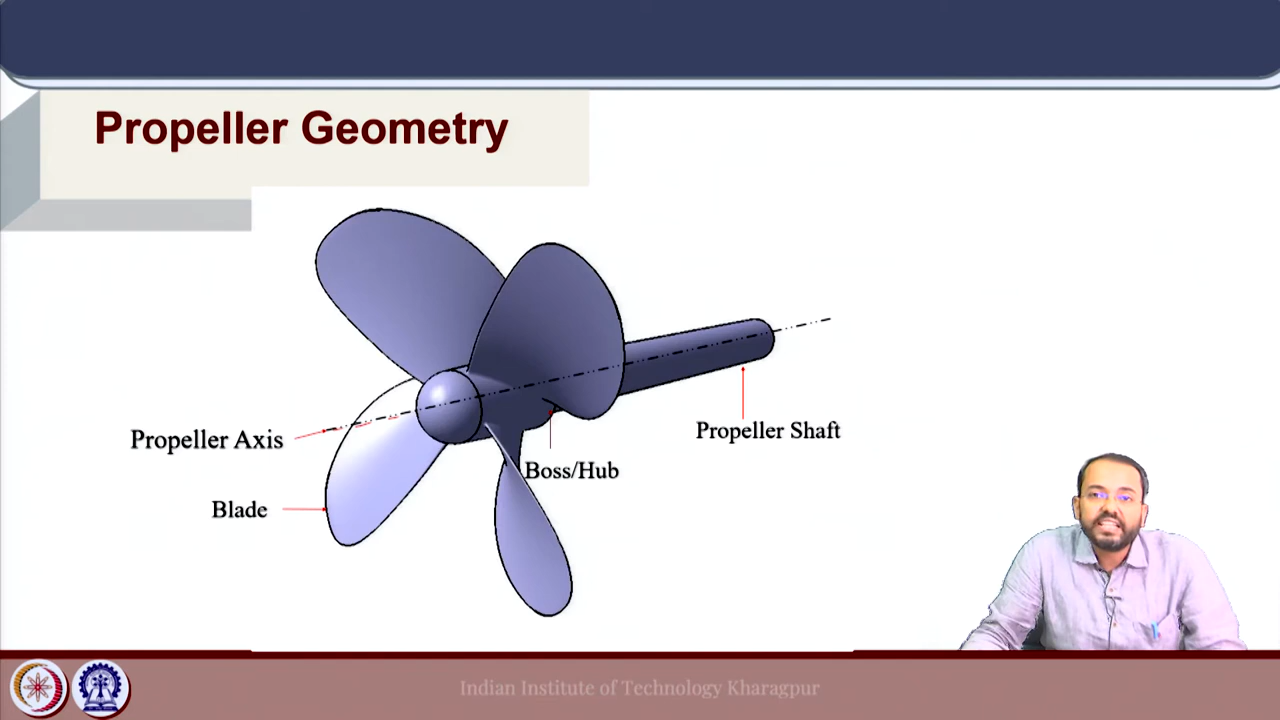 Propeller Geometry
Propeller Axis
Blade
Boss/Hub
Propeller Shaft
Indian Institute of Technology Kharagpur